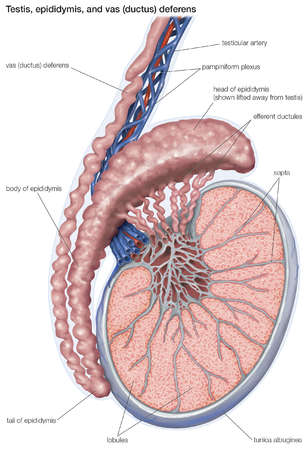 Testis, epididymis, and vas (ductus) deferens
testicular artery
vas (ductus) deferens
pampiniform plexus
head of epididymis
(shown lifted away from testis)
efferent ductules
septa
body of epididymis
tail of epididymis
lobules
tunica albuginea